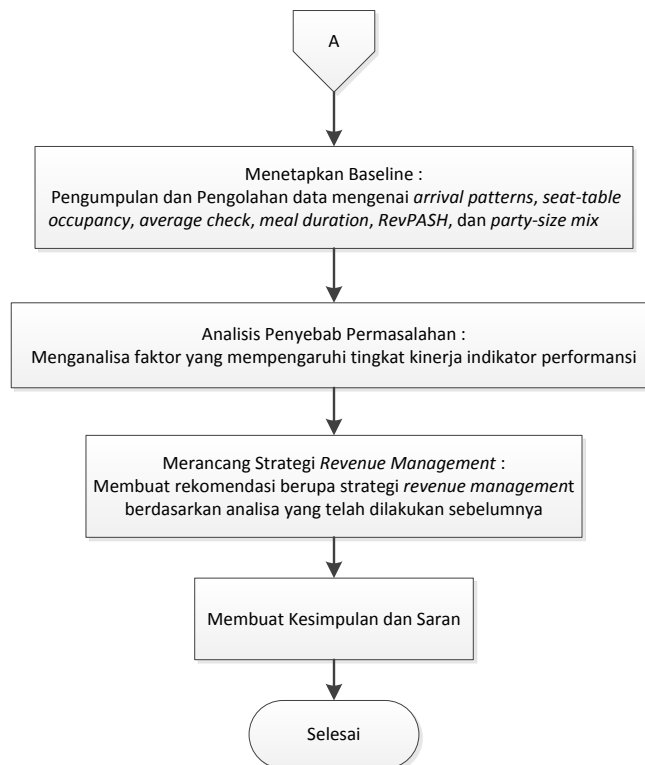 A
Menetapkan Baseline :
Pengumpulan dan Pengolahan data mengenai arrival patterns, seat-table
occupancy, average check, meal duration, RevPASH, dan party-size mix
Analisis Penyebab Permasalahan :
Menganalisa faktor yang mempengaruhi tingkat kinerja indikator performansi
Merancang Strategi Revenue Management :
Membuat rekomendasi berupa strategi revenue management
berdasarkan analisa yang telah dilakukan sebelumnya
Membuat Kesimpulan dan Saran
Selesai